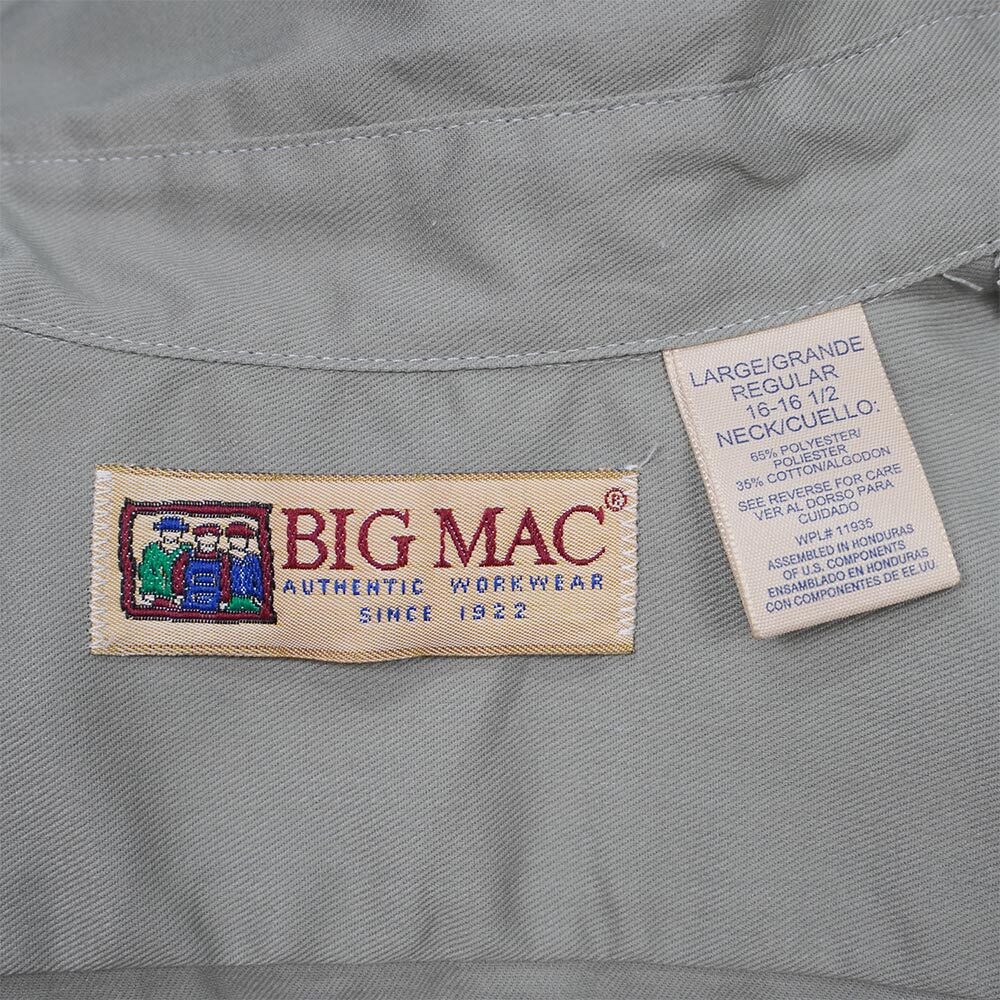 BIG MAC®
AUTHENTIC WORKWEAR
SINCE 1922
LARGE/GRANDE
REGULAR
16-16 1/2
NECK/CUELLO:
65% POLYESTER/
POLIESTER
35% COTTON/ALGODON
SEE REVERSE FOR CARE
VER AL DORSO PARA
CUIDADO
WPL# 11935
ASSEMBLED IN HONDURAS
OF U.S. COMPONENTS
ENSAMBLADO EN HONDURAS
CON COMPONENTES DE EE.UU.